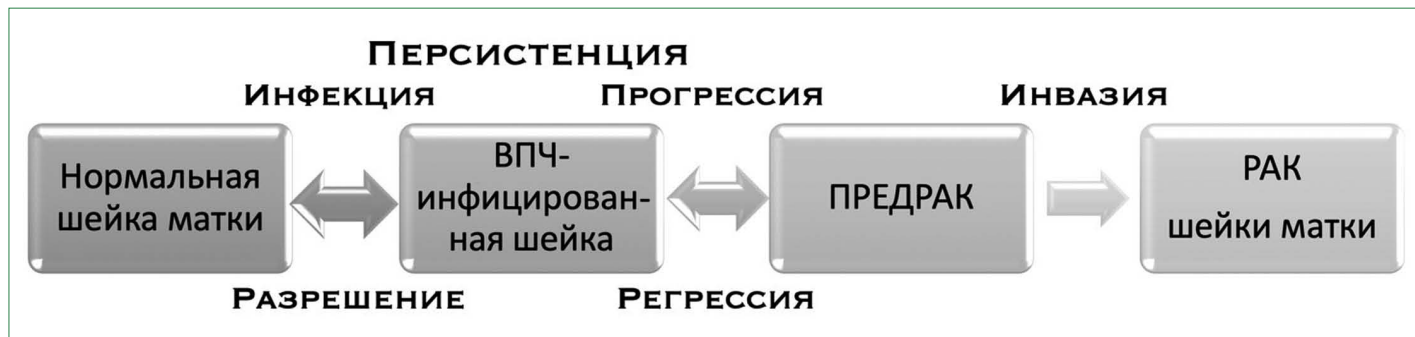 ПЕРСИСТЕНЦИЯ
ИНФЕКЦИЯ ПРОГРЕССИЯ ИНВАЗИЯ
Нормальная
шейка матки
ВПЧ-
инфицирован-
ная шейка
ПРЕДРАК
РАК
шейки матки
РАЗРЕШЕНИЕ РЕГРЕССИЯ